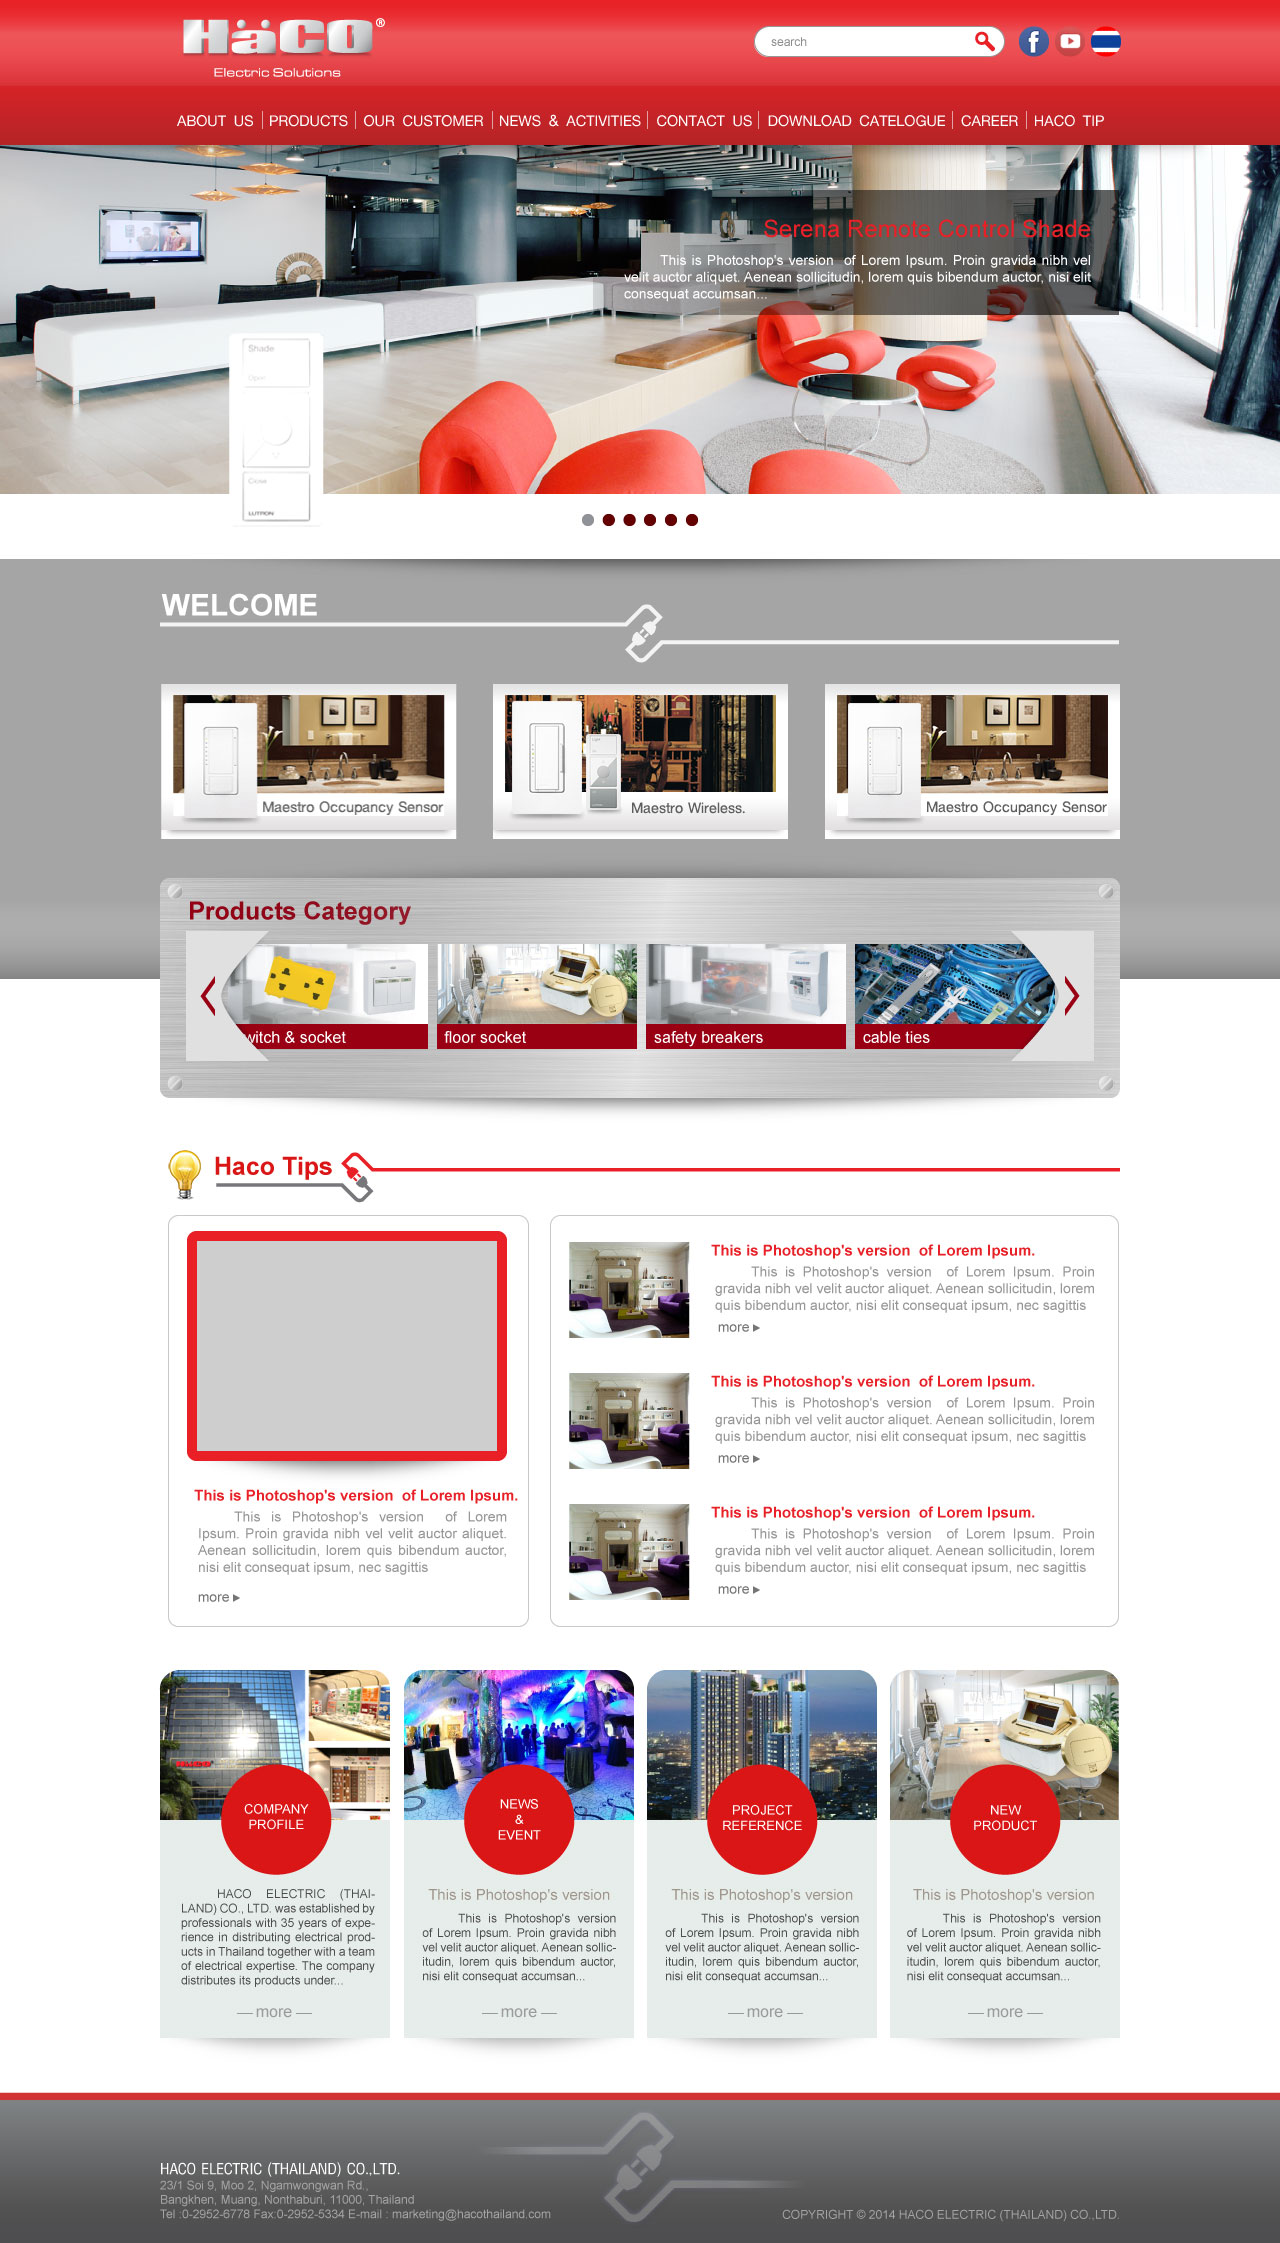 HäCO®
Electric Solutions
search
ABOUT US
PRODUCTS
OUR CUSTOMER
NEWS & ACTIVITIES
CONTACT US
DOWNLOAD CATELOGUE
CAREER
HACO TIP
Serena Remote Control Shade
This is Photoshop's version of Lorem Ipsum. Proin gravida nibh vel
velit auctor aliquet. Aenean sollicitudin, lorem quis bibendum auctor, nisi elit
consequat accumsan...
Shade
Open
Close
LUTRON
WELCOME
Maestro Occupancy Sensor
Maestro Wireless.
Maestro Occupancy Sensor
Products Category
witch & socket
floor socket
safety breakers
cable ties
Haco Tips
This is Photoshop's version of Lorem Ipsum.
This is Photoshop's version of Lorem
Ipsum. Proin gravida nibh vel velit auctor aliquet.
Aenean sollicitudin, lorem quis bibendum auctor,
nisi elit consequat ipsum, nec sagittis
more
This is Photoshop's version of Lorem Ipsum.
This is Photoshop's version of Lorem Ipsum. Proin
gravida nibh vel velit auctor aliquet. Aenean sollicitudin, lorem
quis bibendum auctor, nisi elit consequat ipsum, nec sagittis
more
This is Photoshop's version of Lorem Ipsum.
This is Photoshop's version of Lorem Ipsum. Proin
gravida nibh vel velit auctor aliquet. Aenean sollicitudin, lorem
quis bibendum auctor, nisi elit consequat ipsum, nec sagittis
more
This is Photoshop's version of Lorem Ipsum.
This is Photoshop's version of Lorem Ipsum. Proin
gravida nibh vel velit auctor aliquet. Aenean sollicitudin, lorem
quis bibendum auctor, nisi elit consequat ipsum, nec sagittis
more
COMPANY
PROFILE
HACO ELECTRIC (THAI-
LAND) CO., LTD. was established by
professionals with 35 years of expe-
rience in distributing electrical prod-
ucts in Thailand together with a team
of electrical expertise. The company
distributes its products under...
— more —
NEWS
&
EVENT
This is Photoshop's version
This is Photoshop's version
of Lorem Ipsum. Proin gravida nibh
vel velit auctor aliquet. Aenean sollic-
itudin, lorem quis bibendum auctor,
nisi elit consequat accumsan...
— more —
PROJECT
REFERENCE
This is Photoshop's version
This is Photoshop's version
of Lorem Ipsum. Proin gravida nibh
vel velit auctor aliquet. Aenean sollic-
itudin, lorem quis bibendum auctor,
nisi elit consequat accumsan...
— more —
NEW
PRODUCT
This is Photoshop's version
This is Photoshop's version
of Lorem Ipsum. Proin gravida nibh
vel velit auctor aliquet. Aenean sollic-
itudin, lorem quis bibendum auctor,
nisi elit consequat accumsan...
— more —
HACO ELECTRIC (THAILAND) CO.,LTD.
23/1 Soi 9, Moo 2, Ngamwongwan Rd.,
Bangkhen, Muang, Nonthaburi, 11000, Thailand
Tel :0-2952-6778 Fax:0-2952-5334 E-mail : marketing@hacothailand.com
COPYRIGHT © 2014 HACO ELECTRIC (THAILAND) CO.,LTD.